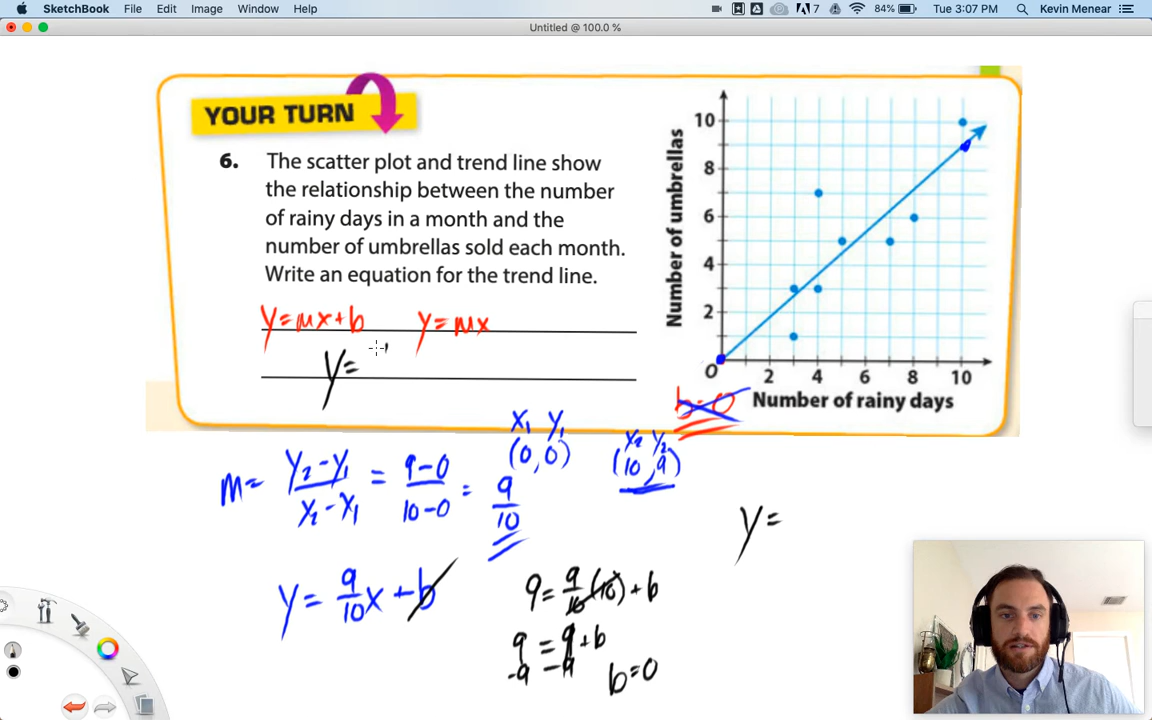 SketchBook File Edit Image Window Help 7 84% Tue 3:07 PM Kevin Menear
Untitled @ 100.0 %
YOUR TURN
6. The scatter plot and trend line show
the relationship between the number
of rainy days in a month and the
number of umbrellas sold each month.
Write an equation for the trend line.
y=mx+b y=mx
y=
Number of umbrellas
10
8
6
4
2
O 2 4 6 8 10
Number of rainy days
b=0
x₁ y₁
(0,0)
x₂ y₂
(10,9)
m= y₂-y₁/x₂-x₁ = 9-0/10-0 = 9/10
y=
y= 9/10x+b
9=9/10(10)+b
9=9+b
-9 -9
b=0